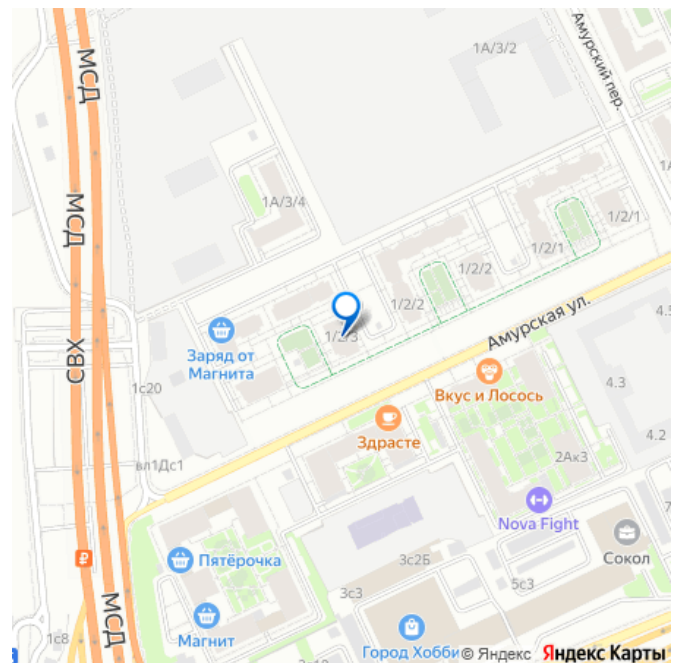 МСД
1А/3/2
Амурский пер.
1А/
МСД
1А/3/4
1/2/1
1/2/1
1/2/2
1/2/2
4.5
Амурская ул.
1/2/3
Заряд от
Магнита
СВХ
1с20
4.3
Вкус и Лосось
Здрасте
4.2
вл1Дс1
2Ак3
Nova Fight
Сокол
Пятёрочка
3с2Б
5с3
3с3
МСД
Магнит
1с8
Город Хобби
© Яндекс Яндекс Карты